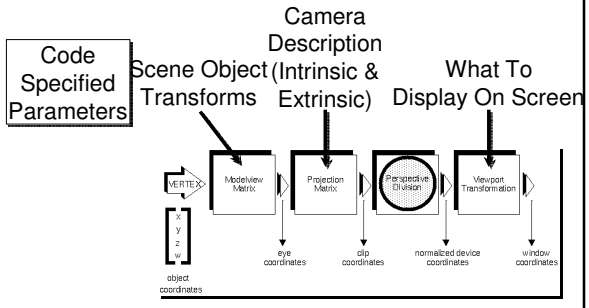 Code
Specified
Parameters
Scene Object
Transforms
Camera
Description
(Intrinsic &
Extrinsic)
What To
Display On Screen
VERTEX
Modelview
Matrix
Projection
Matrix
Perspective
Division
Viewport
Transformation
x
y
z
w
object
coordinates
eye
coordinates
clip
coordinates
normalized device
coordinates
window
coordinates